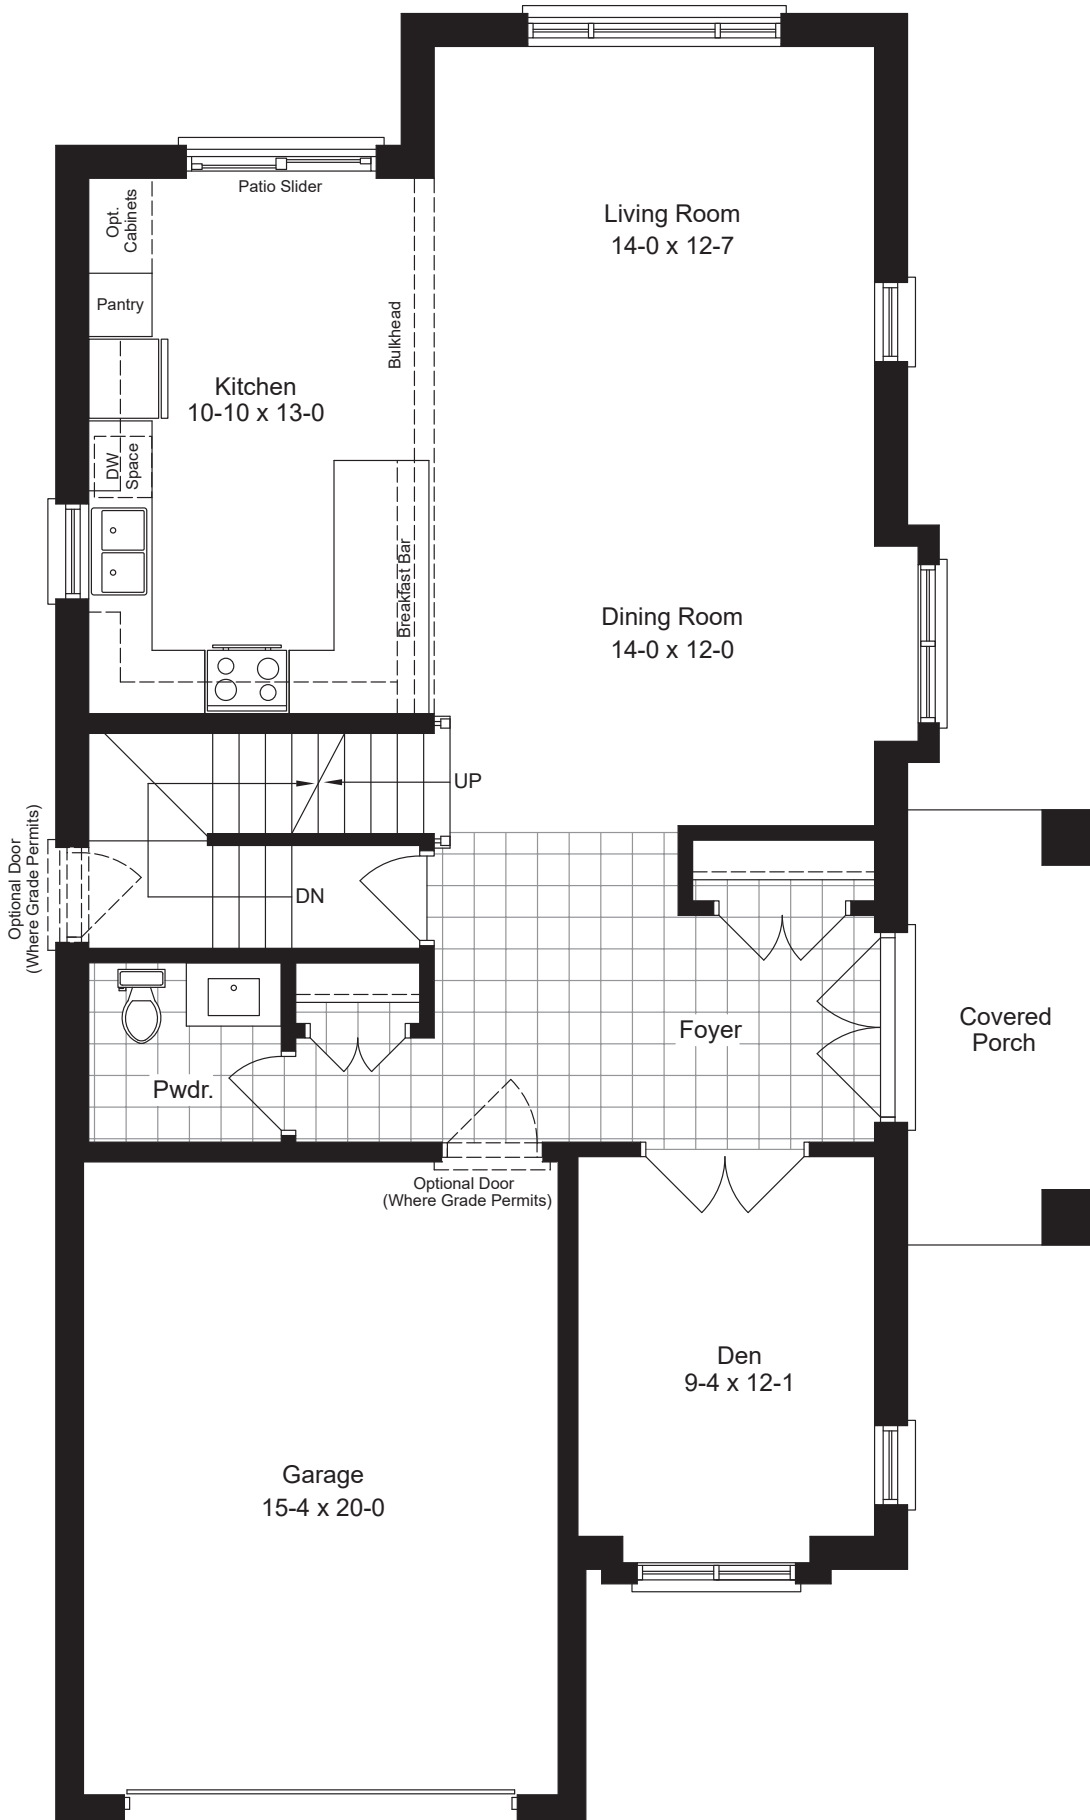 Patio Slider
Opt.
Cabinets
Living Room
14-0 x 12-7
Pantry
Bulkhead
Kitchen
10-10 x 13-0
DW
Space
Breakfast Bar
Dining Room
14-0 x 12-0
UP
Optional Door
(Where Grade Permits)
DN
Foyer
Covered
Porch
Pwdr.
Optional Door
(Where Grade Permits)
Den
9-4 x 12-1
Garage
15-4 x 20-0